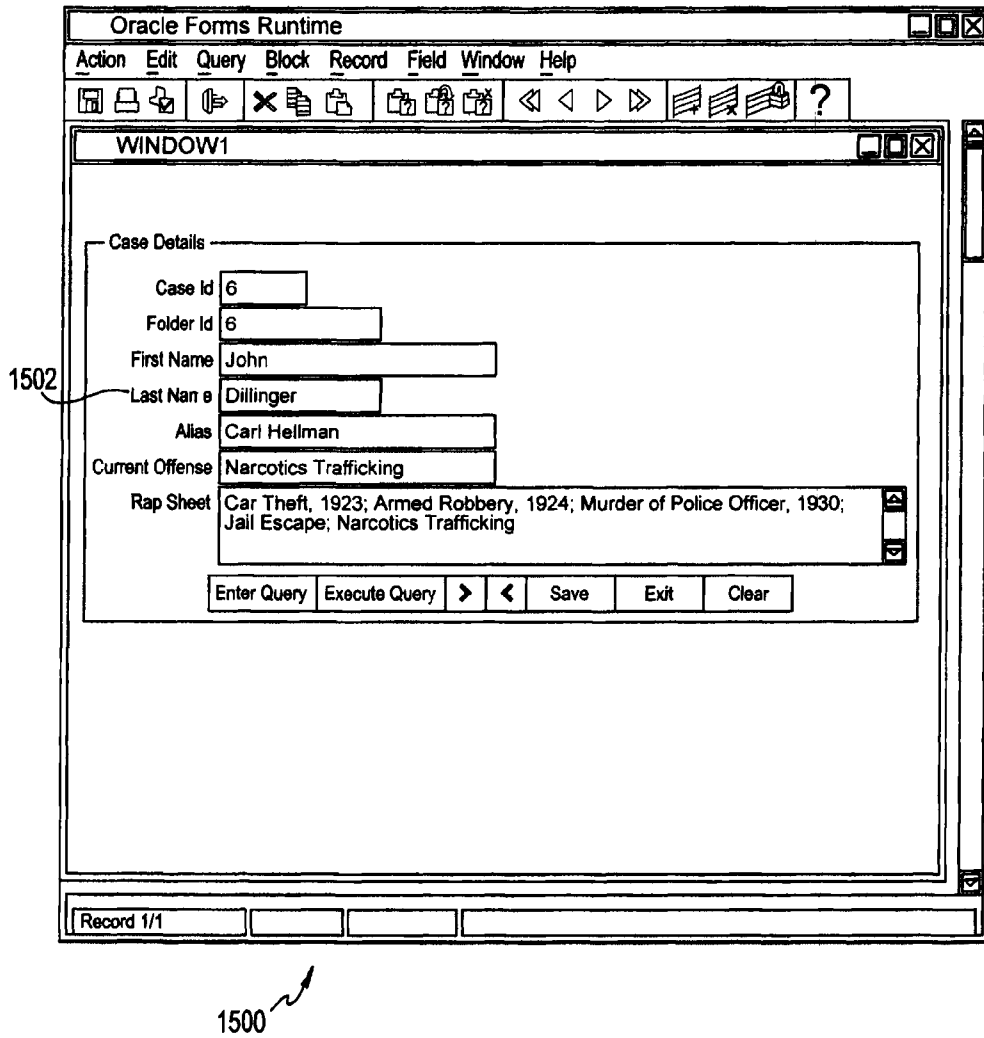 Oracle Forms Runtime
Action Edit Query Block Record Field Window Help
?
WINDOW1
Case Details
Case Id 6
Folder Id 6
First Name John
1502
Last Name Dillinger
Alias Carl Hellman
Current Offense Narcotics Trafficking
Rap Sheet Car Theft, 1923; Armed Robbery, 1924; Murder of Police Officer, 1930;
Jail Escape; Narcotics Trafficking
Enter Query Execute Query > < Save Exit Clear
Record 1/1
1500